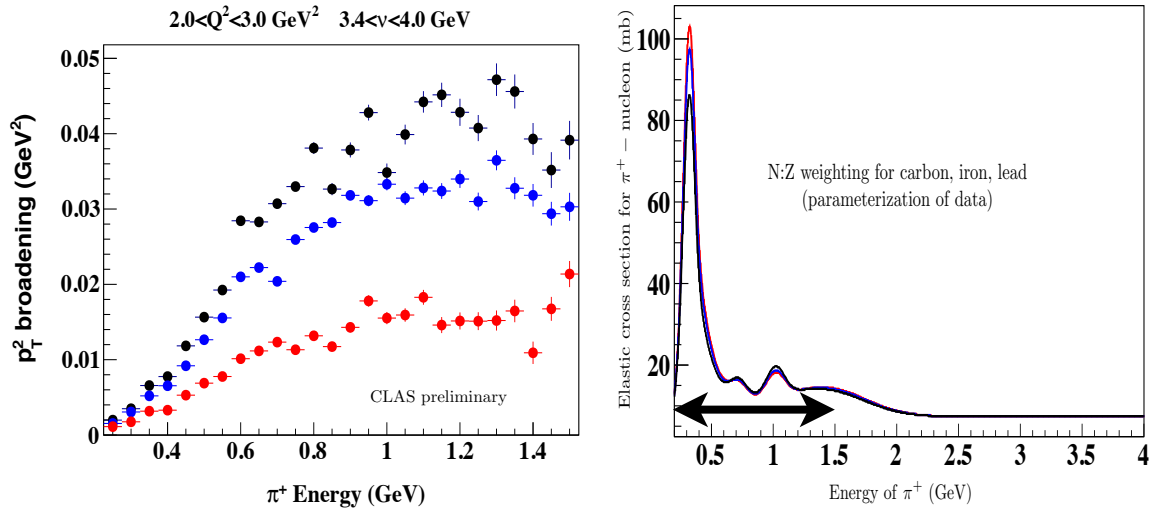 2.0<Q²<3.0 GeV² 3.4<ν<4.0 GeV
p²_T broadening (GeV²)
0.05
0.04
0.03
0.02
0.01
0
CLAS preliminary
0.4 0.6 0.8 1 1.2 1.4
π⁺ Energy (GeV)
Elastic cross section for π⁺ − nucleon (mb)
100
80
60
40
20
N:Z weighting for carbon, iron, lead
(parameterization of data)
0.5 1 1.5 2 2.5 3 3.5 4
Energy of π⁺ (GeV)